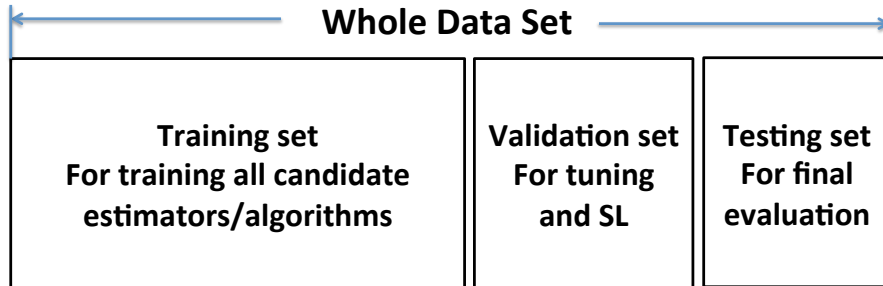 Whole Data Set
Training set
For training all candidate
estimators/algorithms
Validation set
For tuning
and SL
Testing set
For final
evaluation